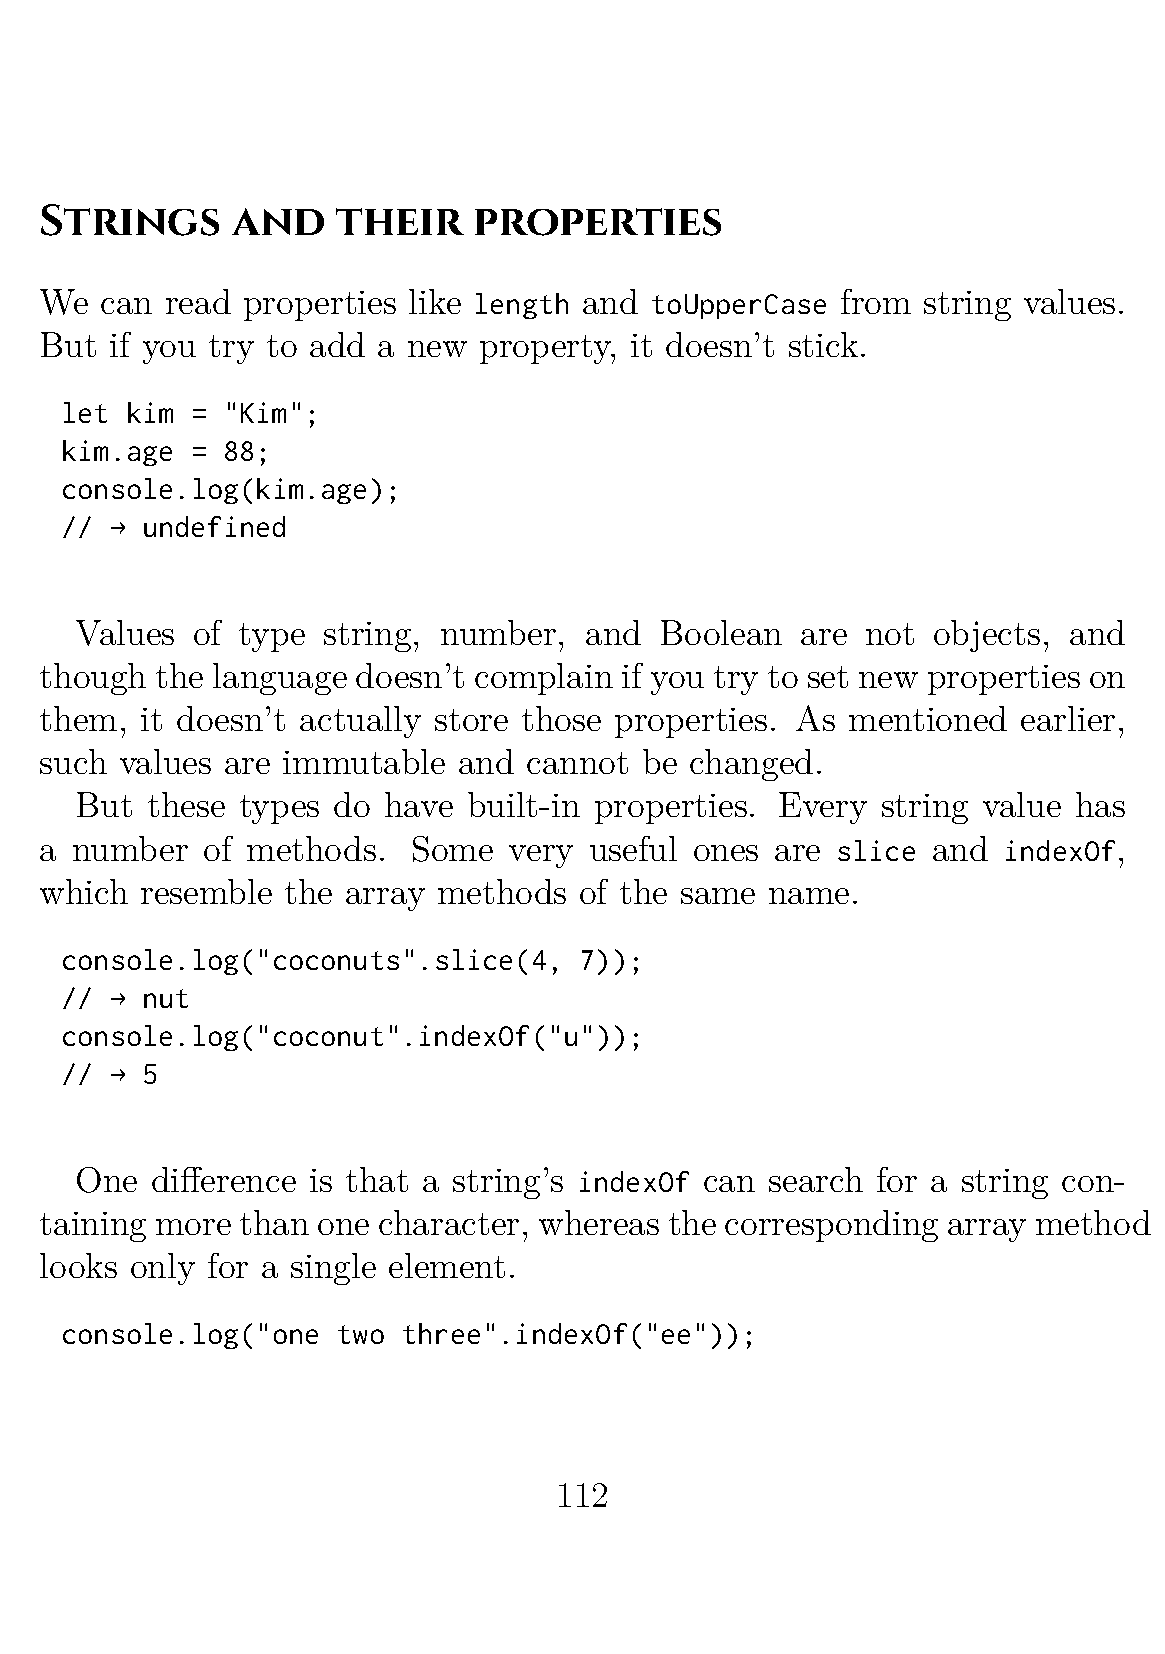 Strings and their properties
We can read properties like length and toUpperCase from string values.
But if you try to add a new property, it doesn't stick.
let kim = "Kim";
kim.age = 88;
console.log(kim.age);
// → undefined
Values of type string, number, and Boolean are not objects, and
though the language doesn't complain if you try to set new properties on
them, it doesn't actually store those properties. As mentioned earlier,
such values are immutable and cannot be changed.
But these types do have built-in properties. Every string value has
a number of methods. Some very useful ones are slice and indexOf,
which resemble the array methods of the same name.
console.log("coconuts".slice(4, 7));
// → nut
console.log("coconut".indexOf("u"));
// → 5
One difference is that a string's indexOf can search for a string con-
taining more than one character, whereas the corresponding array method
looks only for a single element.
console.log("one two three".indexOf("ee"));
112